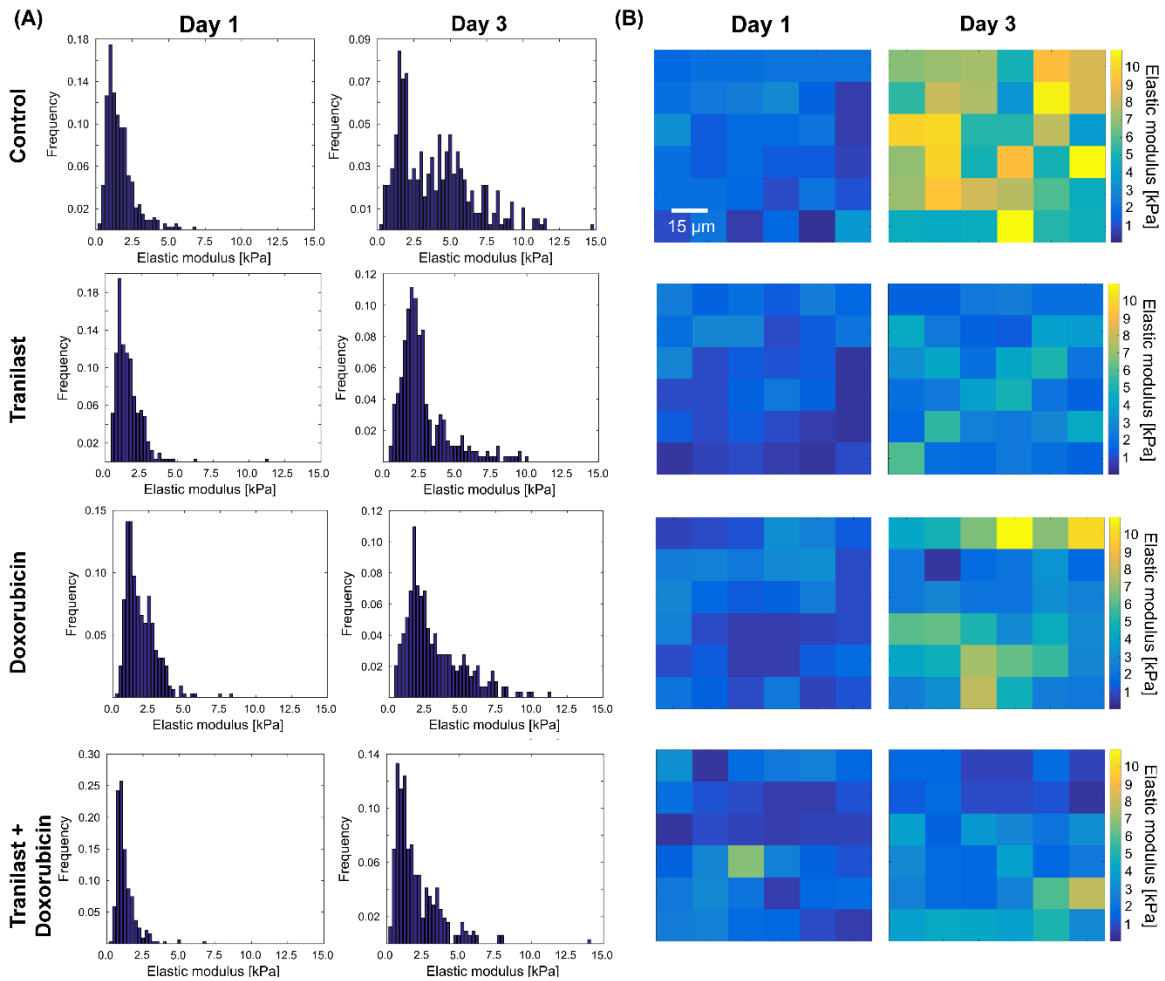 (A)
Day 1
Day 3
(B)
Day 1
Day 3
Control
Frequency
0.18
0.14
0.10
0.06
0.02
0.0 2.5 5.0 7.5 10.0 12.5 15.0
Elastic modulus [kPa]
Frequency
0.09
0.07
0.05
0.03
0.01
0.0 2.5 5.0 7.5 10.0 12.5 15.0
Elastic modulus [kPa]
15 µm
10
9
8
7
6
5
4
3
2
1
Elastic modulus [kPa]
Tranilast
Frequency
0.18
0.14
0.10
0.06
0.02
0.0 2.5 5.0 7.5 10.0 12.5 15.0
Elastic modulus [kPa]
Frequency
0.12
0.10
0.08
0.06
0.04
0.02
0.0 2.5 5.0 7.5 10.0 12.5 15.0
Elastic modulus [kPa]
10
9
8
7
6
5
4
3
2
1
Elastic modulus [kPa]
Doxorubicin
Frequency
0.15
0.10
0.05
0.0 2.5 5.0 7.5 10.0 12.5 15.0
Elastic modulus [kPa]
Frequency
0.12
0.10
0.08
0.06
0.04
0.02
0.0 2.5 5.0 7.5 10.0 12.5 15.0
Elastic modulus [kPa]
10
9
8
7
6
5
4
3
2
1
Elastic modulus [kPa]
Tranilast +
Doxorubicin
Frequency
0.30
0.25
0.20
0.15
0.10
0.05
0.0 2.5 5.0 7.5 10.0 12.5 15.0
Elastic modulus [kPa]
Frequency
0.14
0.10
0.06
0.02
0.0 2.5 5.0 7.5 10.0 12.5 15.0
Elastic modulus [kPa]
10
9
8
7
6
5
4
3
2
1
Elastic modulus [kPa]